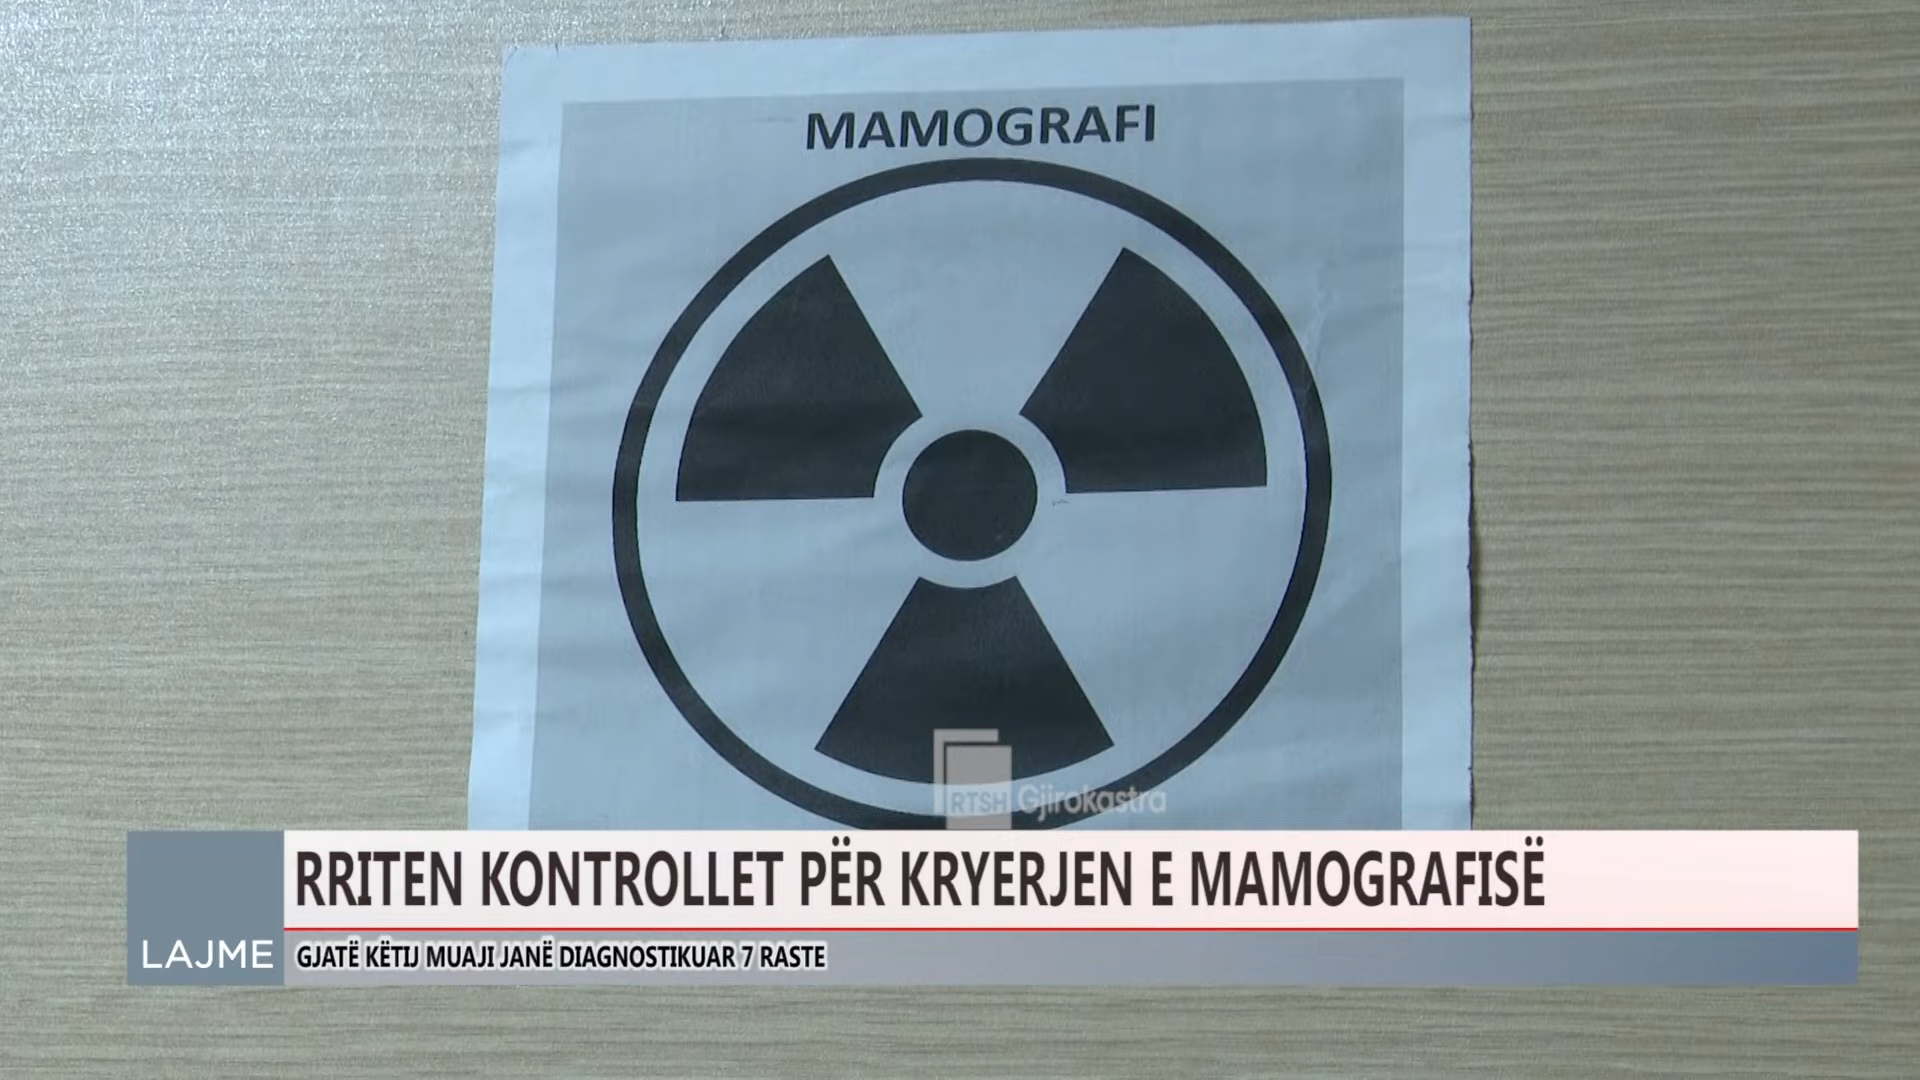 MAMOGRAFI
RTSH Gjirokastra
RRITEN KONTROLLET PËR KRYERJEN E MAMOGRAFISË
LAJME
GJATË KËTIJ MUAJI JANË DIAGNOSTIKUAR 7 RASTE